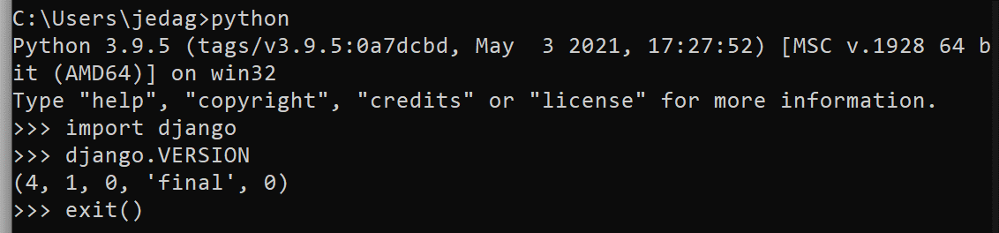 C:\Users\jedag>python
Python 3.9.5 (tags/v3.9.5:0a7dcbd, May  3 2021, 17:27:52) [MSC v.1928 64 b
it (AMD64)] on win32
Type "help", "copyright", "credits" or "license" for more information.
>>> import django
>>> django.VERSION
(4, 1, 0, 'final', 0)
>>> exit()